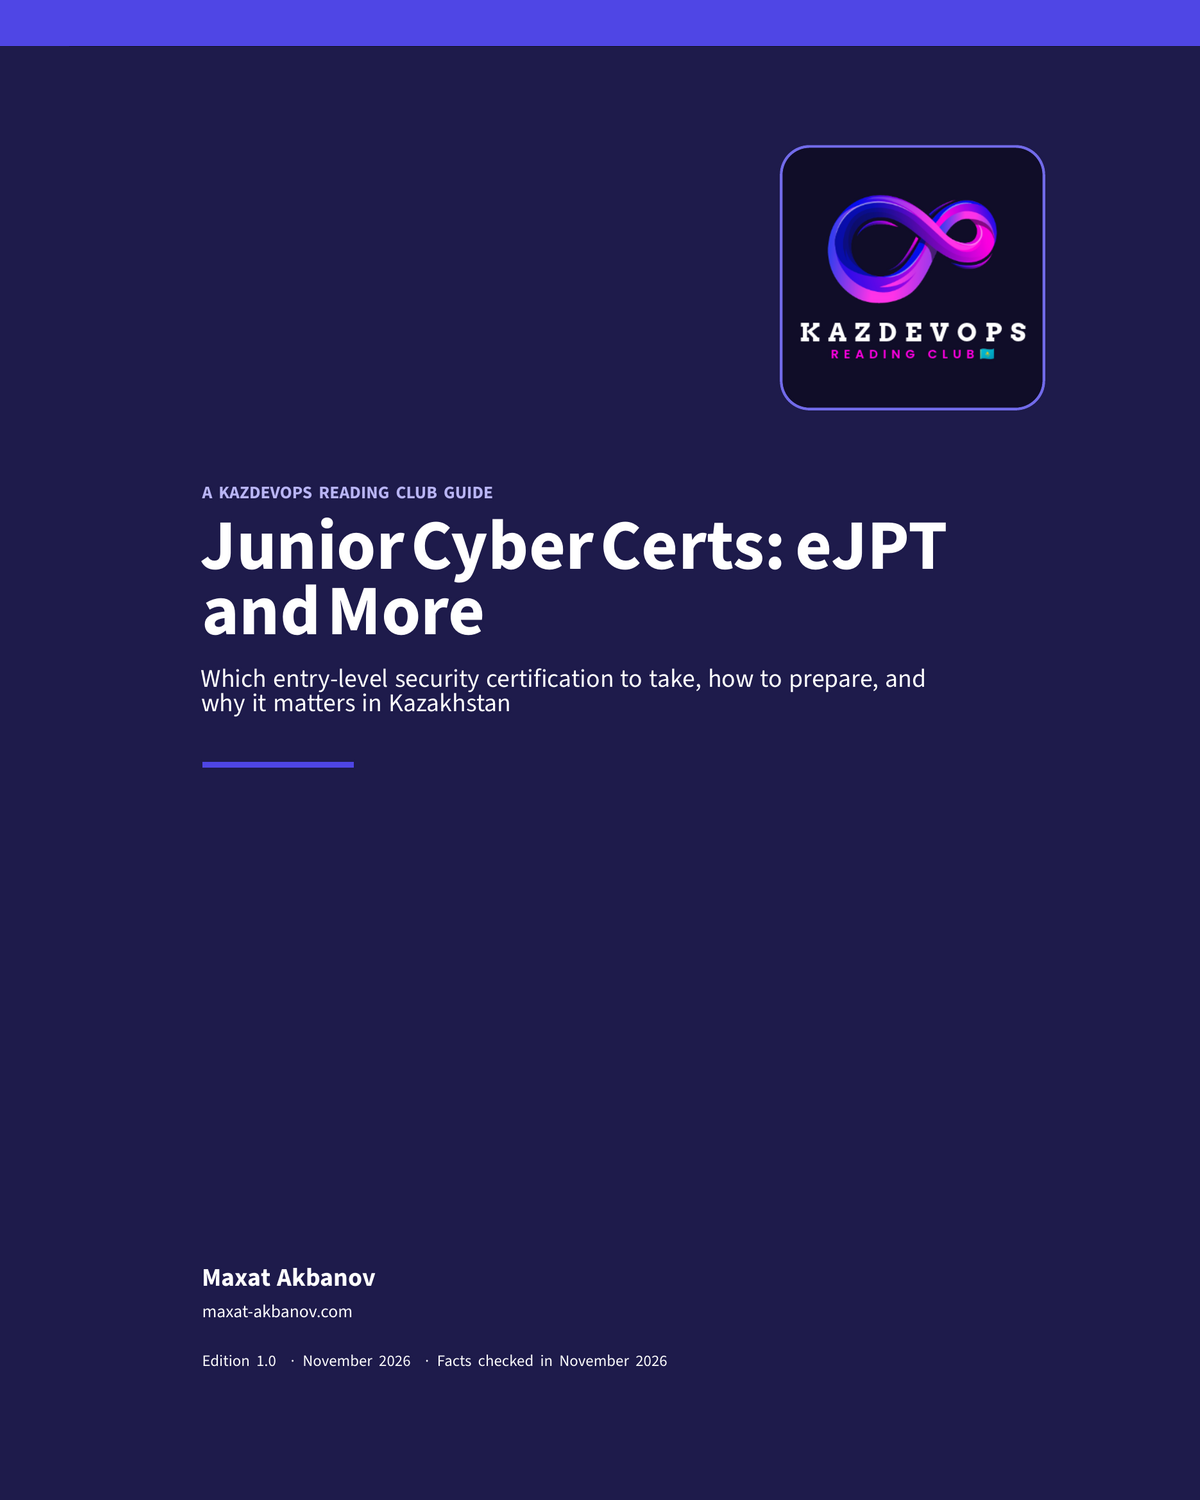 KAZDEVOPS
READING CLUB
A KAZDEVOPS READING CLUB GUIDE
Junior Cyber Certs: eJPT
and More
Which entry-level security certification to take, how to prepare, and
why it matters in Kazakhstan
Maxat Akbanov
maxat-akbanov.com
Edition 1.0 · November 2026 · Facts checked in November 2026